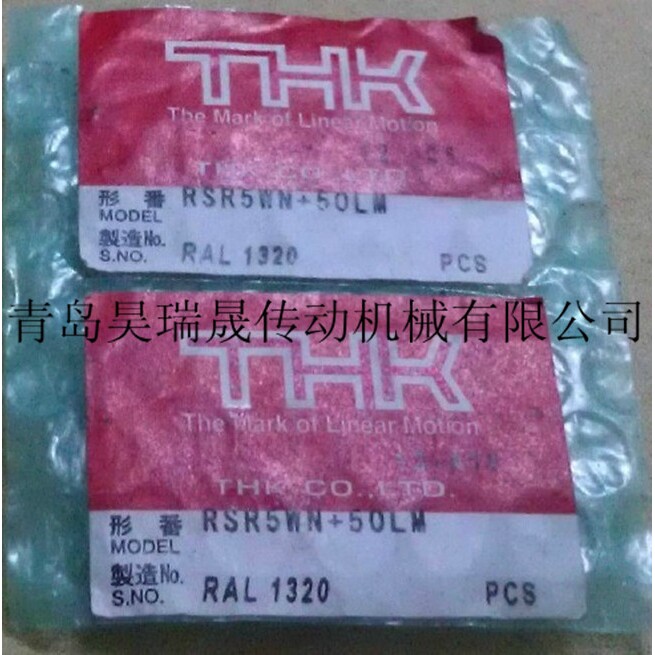 THK
The Mark of Linear Motion
THK CO.,LTD.
形 番 RSR5WN+50LM
MODEL
製造No. RAL 1320 PCS
S.NO.
青岛昊瑞晟传动机械有限公司
THK
The Mark of Linear Motion
THK CO.,LTD.
形 番 RSR5WN+50LM
MODEL
製造No. RAL 1320 PCS
S.NO.